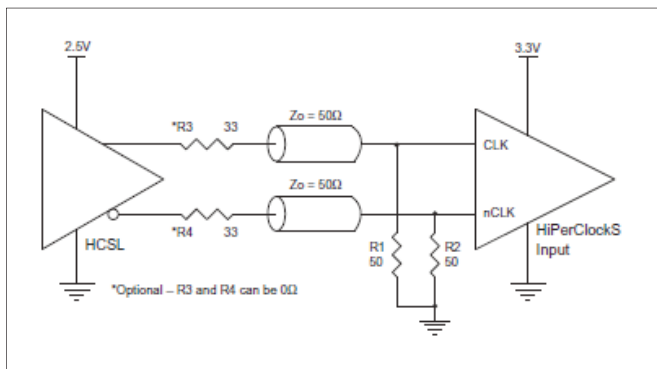 2.5V
3.3V
*R3 33
Zo = 50Ω
CLK
Zo = 50Ω
nCLK
*R4 33
HCSL
R1
50
R2
50
HiPerClockS
Input
*Optional – R3 and R4 can be 0Ω